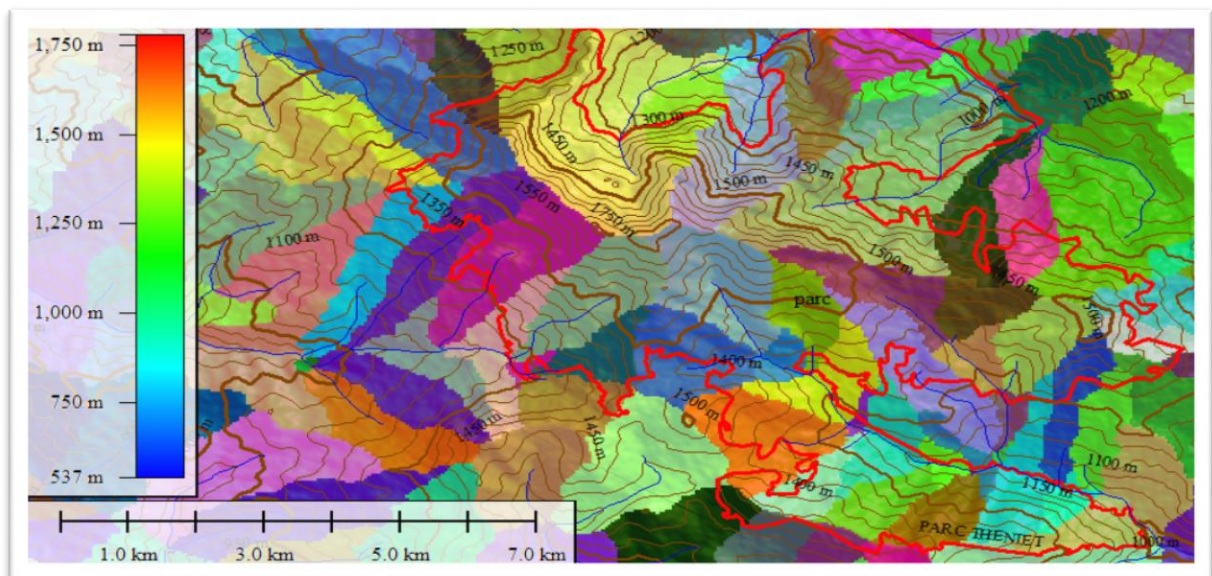 1,750 m
1,500 m
1,250 m
1,000 m
750 m
537 m
1250 m
1450 m
300 m
1000 m
1200 m
1500 m
1450 m
1350 m
1550 m
1750 m
1100 m
1500 m
parc
1400 m
1500 m
1450 m
1450 m
1400 m
1100 m
1150 m
PARC THENIET
1000 m
1.0 km
3.0 km
5.0 km
7.0 km